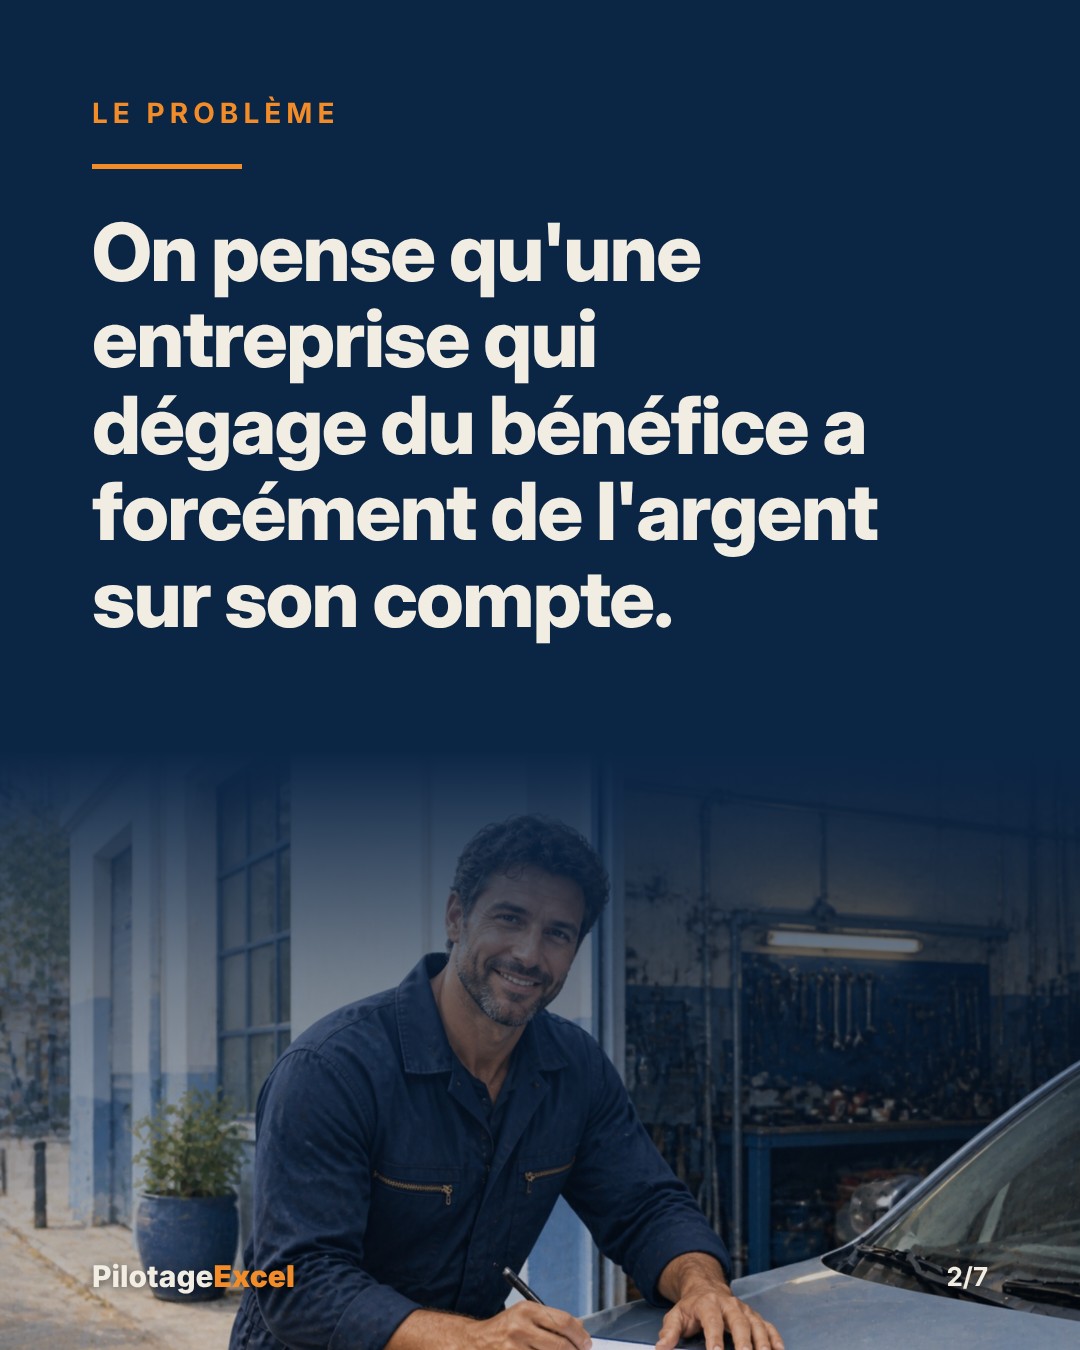 LE PROBLÈME
On pense qu'une
entreprise qui
dégage du bénéfice a
forcément de l'argent
sur son compte.
PilotageExcel
2/7